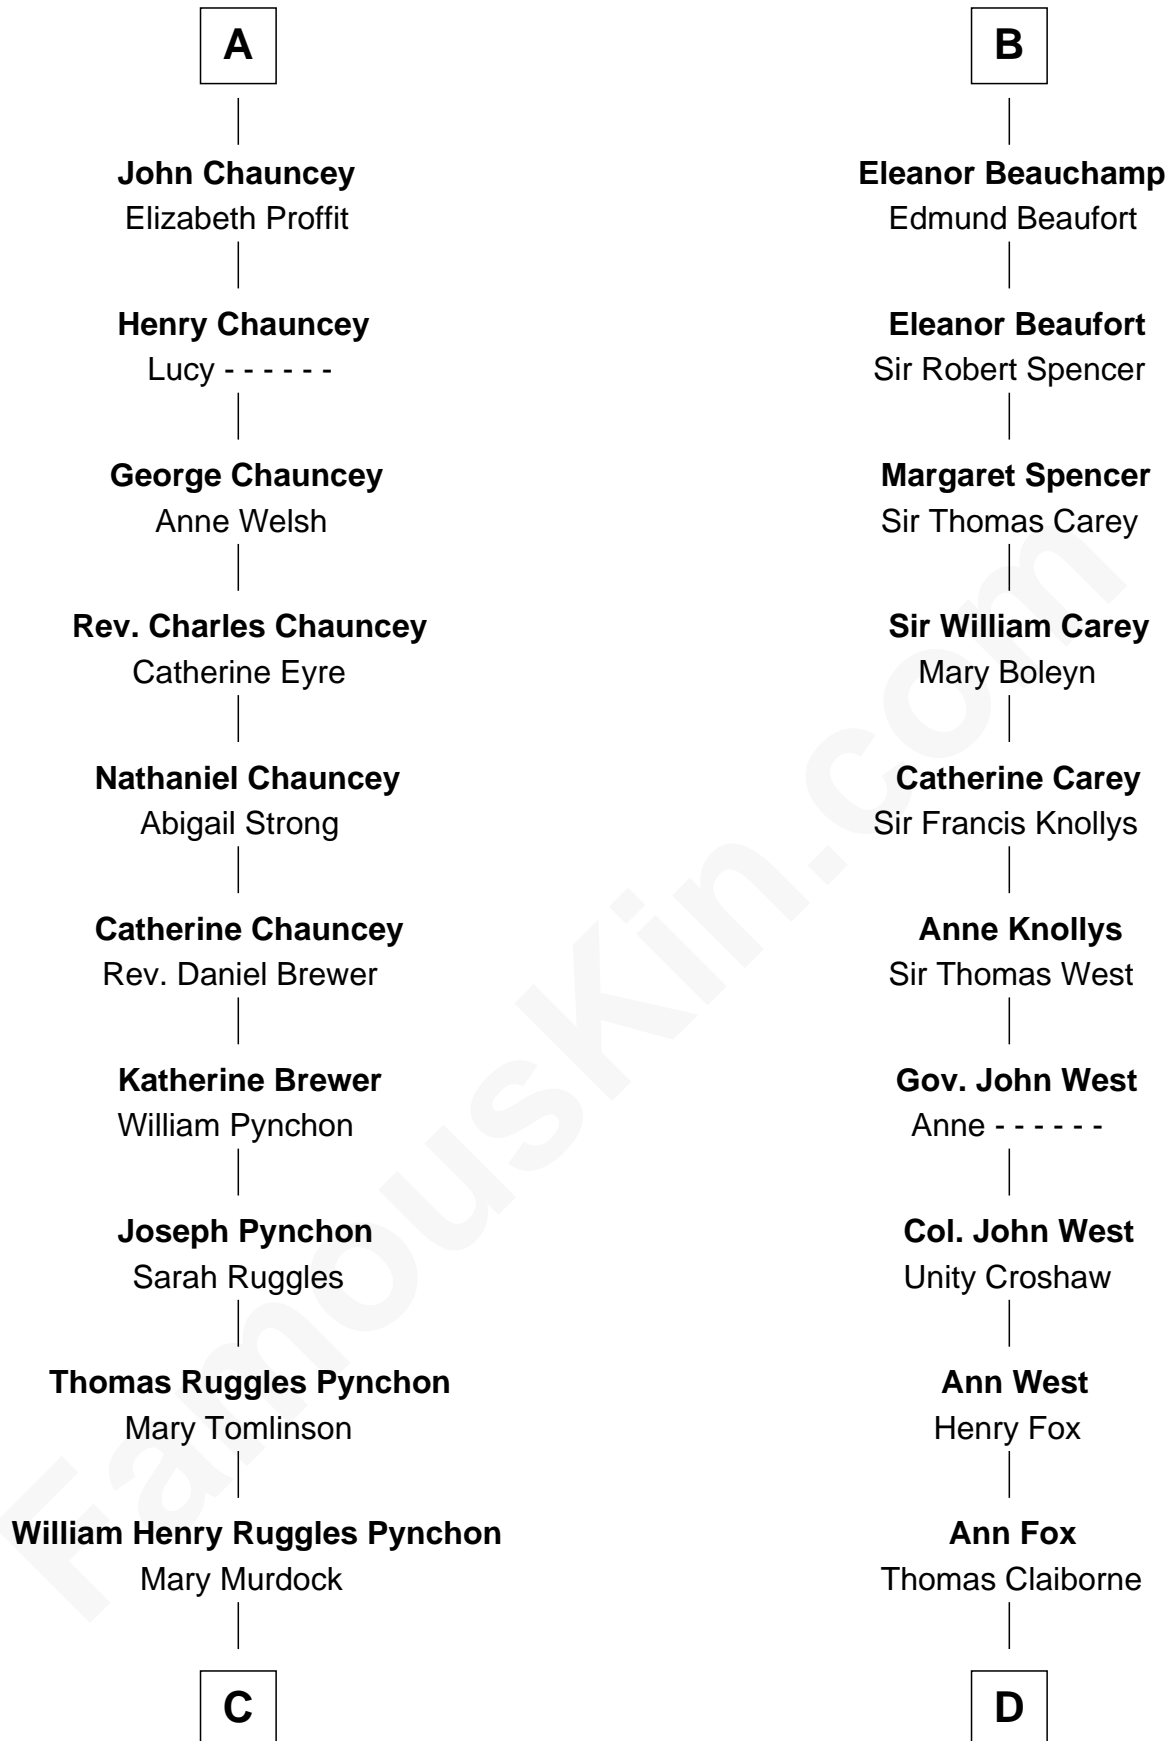 A
John Chauncey
Elizabeth Proffit
Henry Chauncey
Lucy - - - - - -
George Chauncey
Anne Welsh
Rev. Charles Chauncey
Catherine Eyre
Nathaniel Chauncey
Abigail Strong
Catherine Chauncey
Rev. Daniel Brewer
Katherine Brewer
William Pynchon
Joseph Pynchon
Sarah Ruggles
Thomas Ruggles Pynchon
Mary Tomlinson
William Henry Ruggles Pynchon
Mary Murdock
C
B
Eleanor Beauchamp
Edmund Beaufort
Eleanor Beaufort
Sir Robert Spencer
Margaret Spencer
Sir Thomas Carey
Sir William Carey
Mary Boleyn
Catherine Carey
Sir Francis Knollys
Anne Knollys
Sir Thomas West
Gov. John West
Anne - - - - - -
Col. John West
Unity Croshaw
Ann West
Henry Fox
Ann Fox
Thomas Claiborne
D
FamousKin.com